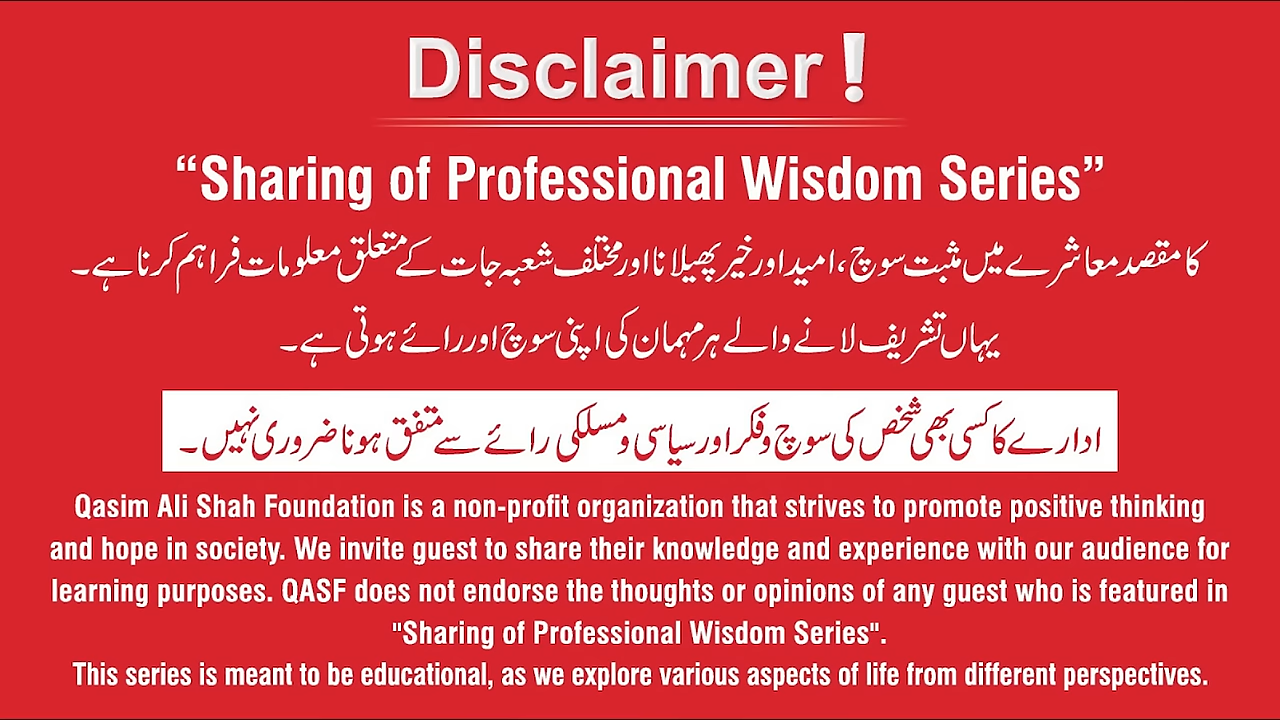 Disclaimer!
“Sharing of Professional Wisdom Series”
کا مقصد معاشرے میں مثبت سوچ، امید اور خیر پھیلانا اور مختلف شعبہ جات کے متعلق معلومات فراہم کرنا ہے۔
یہاں تشریف لانے والے ہر مہمان کی اپنی سوچ اور رائے ہوتی ہے۔
ادارے کا کسی بھی شخص کی سوچ و فکر اور سیاسی و مسلکی رائے سے متفق ہونا ضروری نہیں۔
Qasim Ali Shah Foundation is a non-profit organization that strives to promote positive thinking
and hope in society. We invite guest to share their knowledge and experience with our audience for
learning purposes. QASF does not endorse the thoughts or opinions of any guest who is featured in
"Sharing of Professional Wisdom Series".
This series is meant to be educational, as we explore various aspects of life from different perspectives.